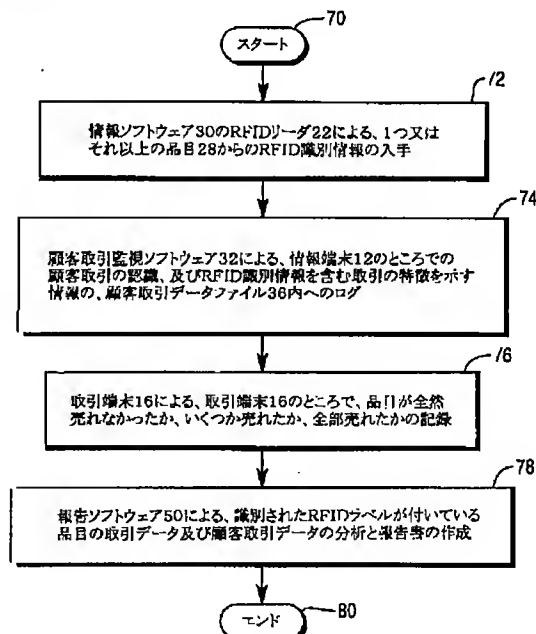 70
スタート
72
情報ソフトウェア30のRFIDリーダ22による、1つ又は
それ以上の品目28からのRFID識別情報の入手
74
顧客取引監視ソフトウェア32による、情報端末12のところでの
顧客取引の認識、及びRFID識別情報を含む取引の特徴を示す
情報の、顧客取引データファイル36内へのログ
76
取引端末16による、取引端末16のところで、品目が全然
売れなかったか、いくつか売れたか、全部売れたかの記録
78
報告ソフトウェア50による、識別されたRFIDラベルが付いている
品目の取引データ及び顧客取引データの分析と報告書の作成
エンド
80